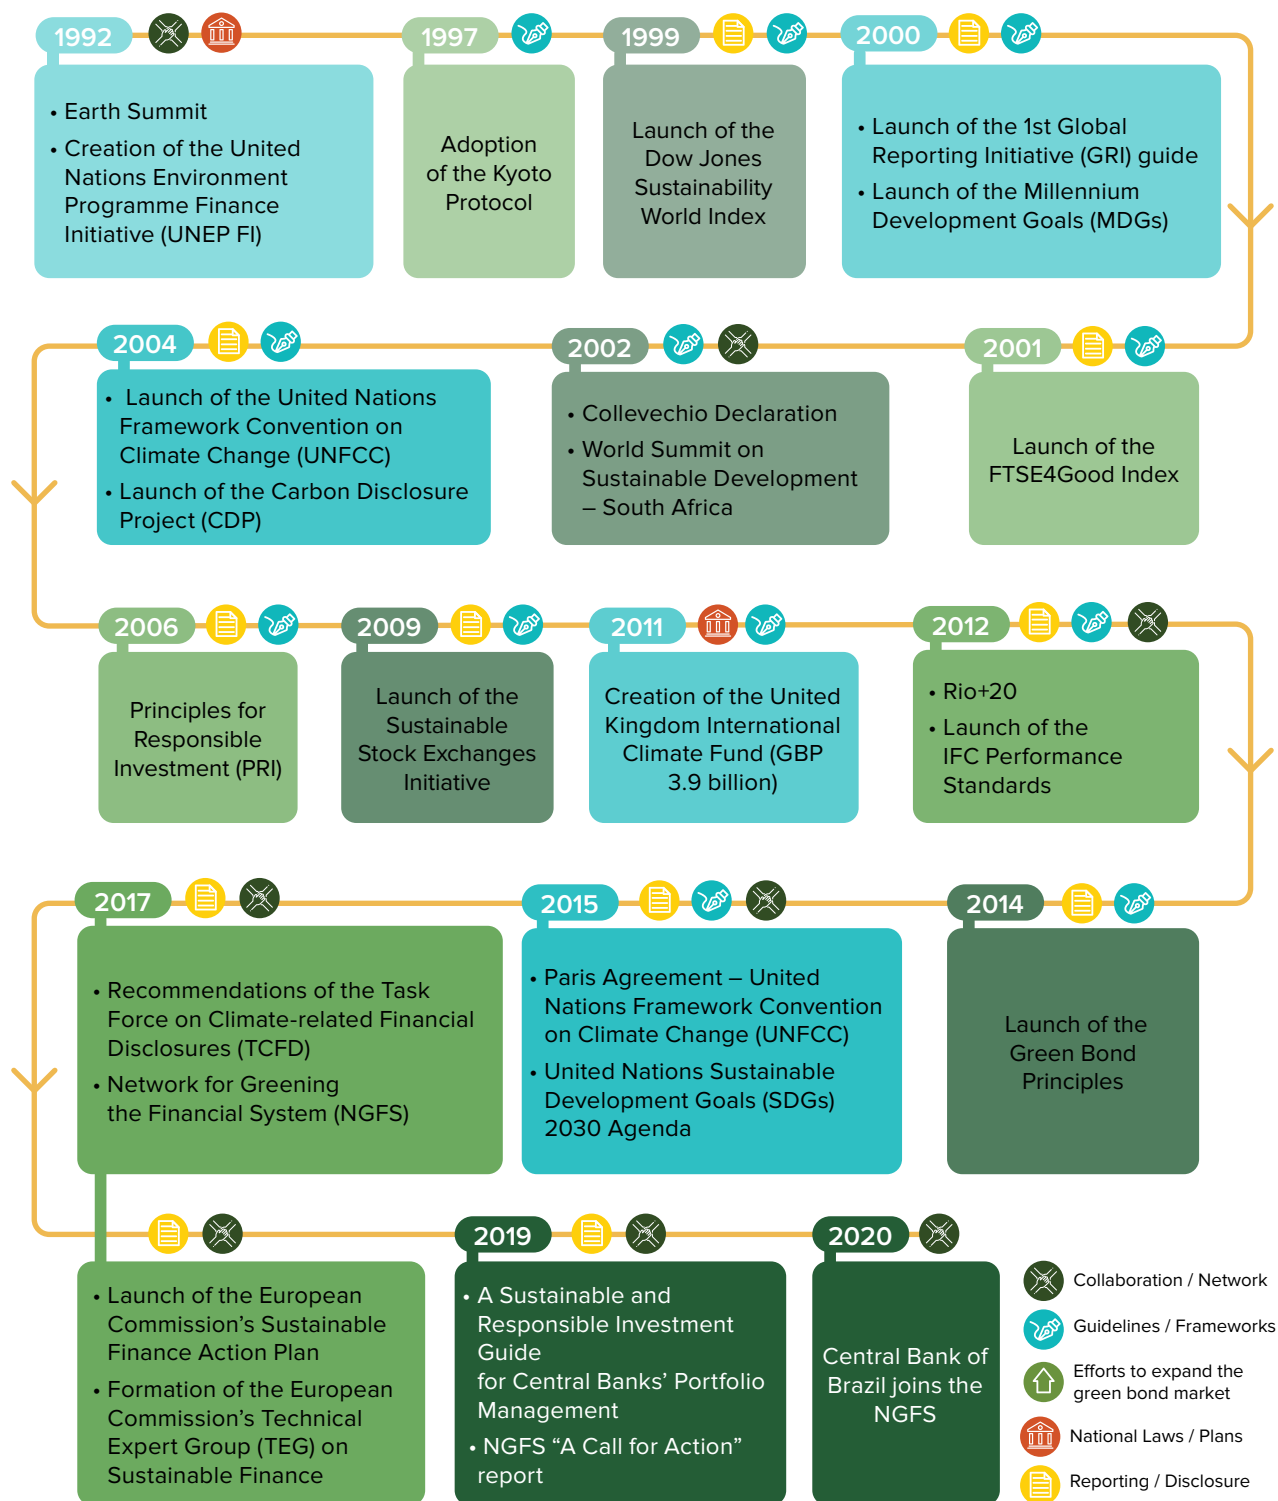 1992
• Earth Summit
• Creation of the United
Nations Environment
Programme Finance
Initiative (UNEP FI)
1997
Adoption
of the Kyoto
Protocol
1999
Launch of the
Dow Jones
Sustainability
World Index
2000
• Launch of the 1st Global
Reporting Initiative (GRI) guide
• Launch of the Millennium
Development Goals (MDGs)
2001
Launch of the
FTSE4Good Index
2002
• Collevechio Declaration
• World Summit on
Sustainable Development
– South Africa
2004
• Launch of the United Nations
Framework Convention on
Climate Change (UNFCC)
• Launch of the Carbon Disclosure
Project (CDP)
2006
Principles for
Responsible
Investment (PRI)
2009
Launch of the
Sustainable
Stock Exchanges
Initiative
2011
Creation of the United
Kingdom International
Climate Fund (GBP
3.9 billion)
2012
• Rio+20
• Launch of the
IFC Performance
Standards
2014
Launch of the
Green Bond
Principles
2015
• Paris Agreement – United
Nations Framework Convention
on Climate Change (UNFCC)
• United Nations Sustainable
Development Goals (SDGs)
2030 Agenda
2017
• Recommendations of the Task
Force on Climate-related Financial
Disclosures (TCFD)
• Network for Greening
the Financial System (NGFS)
• Launch of the European
Commission’s Sustainable
Finance Action Plan
• Formation of the European
Commission’s Technical
Expert Group (TEG) on
Sustainable Finance
2019
• A Sustainable and
Responsible Investment
Guide
for Central Banks’ Portfolio
Management
• NGFS “A Call for Action”
report
2020
Central Bank of
Brazil joins the
NGFS
Collaboration / Network
Guidelines / Frameworks
Efforts to expand the
green bond market
National Laws / Plans
Reporting / Disclosure